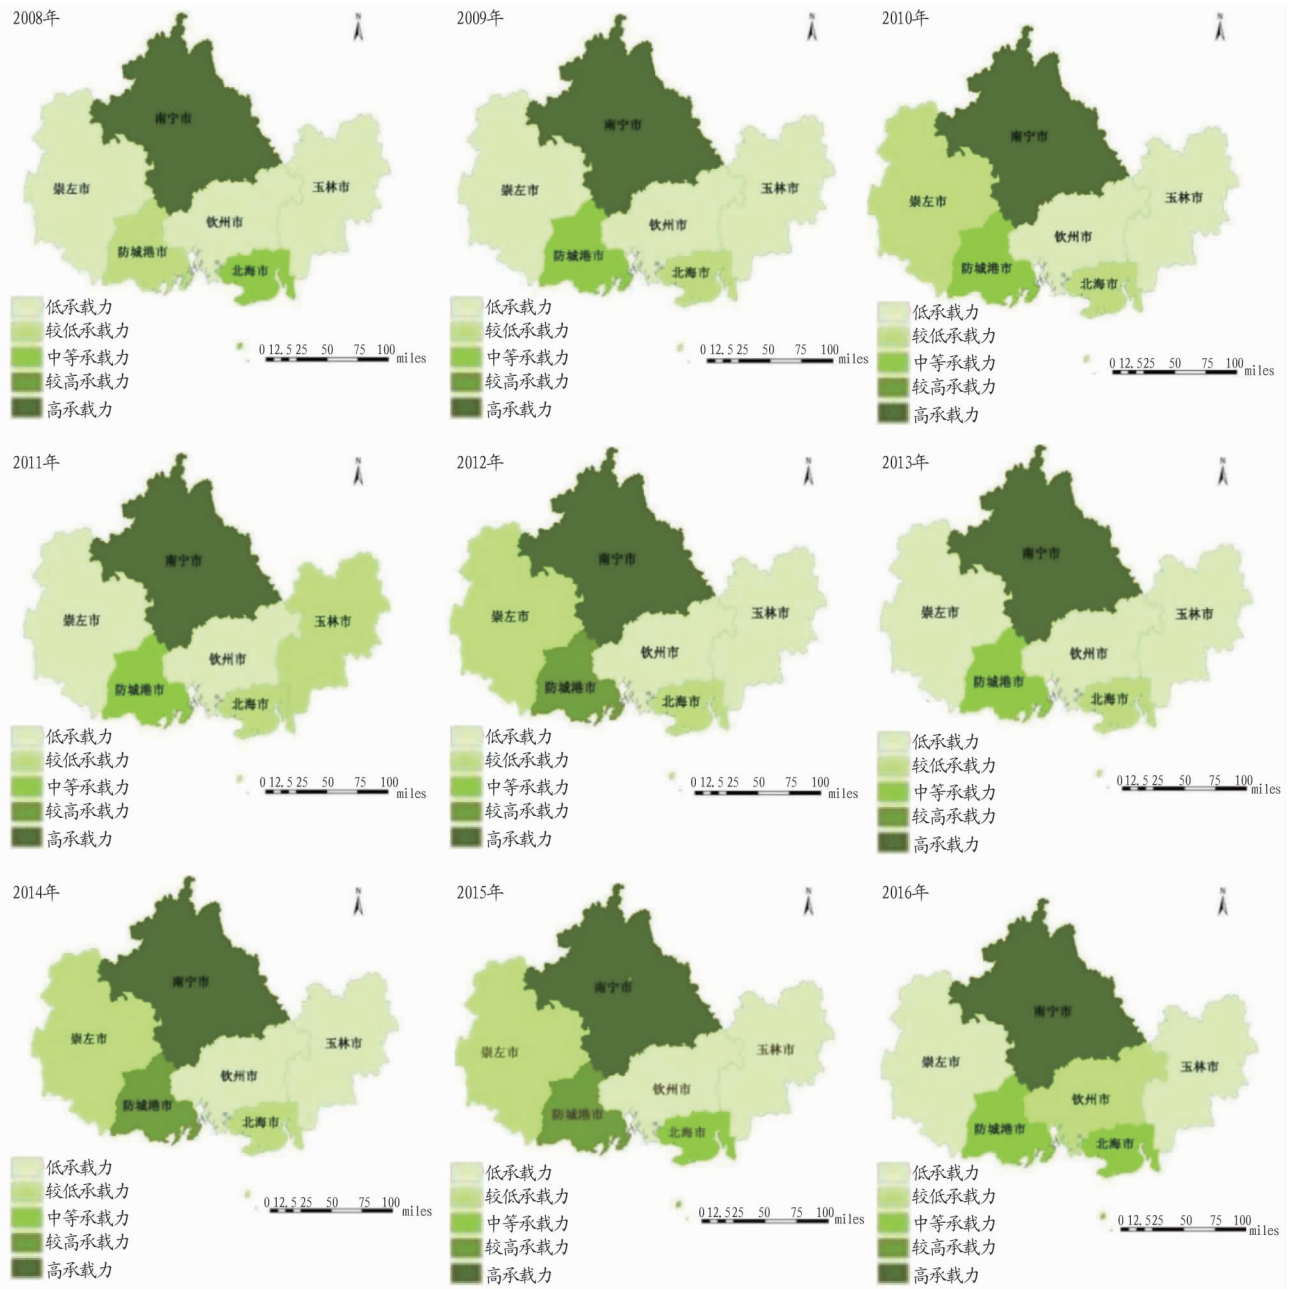 2008年
N
南宁市
崇左市
玉林市
钦州市
防城港市
北海市
低承载力
较低承载力
中等承载力
较高承载力
高承载力
0 12.5 25 50 75 100 miles
2009年
N
南宁市
崇左市
玉林市
钦州市
防城港市
北海市
低承载力
较低承载力
中等承载力
较高承载力
高承载力
0 12.5 25 50 75 100 miles
2010年
N
南宁市
崇左市
玉林市
钦州市
防城港市
北海市
低承载力
较低承载力
中等承载力
较高承载力
高承载力
0 12.5 25 50 75 100 miles
2011年
N
南宁市
崇左市
玉林市
钦州市
防城港市
北海市
低承载力
较低承载力
中等承载力
较高承载力
高承载力
0 12.5 25 50 75 100 miles
2012年
N
南宁市
崇左市
玉林市
钦州市
防城港市
北海市
低承载力
较低承载力
中等承载力
较高承载力
高承载力
0 12.5 25 50 75 100 miles
2013年
N
南宁市
崇左市
玉林市
钦州市
防城港市
北海市
低承载力
较低承载力
中等承载力
较高承载力
高承载力
0 12.5 25 50 75 100 miles
2014年
N
南宁市
崇左市
玉林市
钦州市
防城港市
北海市
低承载力
较低承载力
中等承载力
较高承载力
高承载力
0 12.5 25 50 75 100 miles
2015年
N
南宁市
崇左市
玉林市
钦州市
防城港市
北海市
低承载力
较低承载力
中等承载力
较高承载力
高承载力
0 12.5 25 50 75 100 miles
2016年
N
南宁市
崇左市
玉林市
钦州市
防城港市
北海市
低承载力
较低承载力
中等承载力
较高承载力
高承载力
0 12.5 25 50 75 100 miles